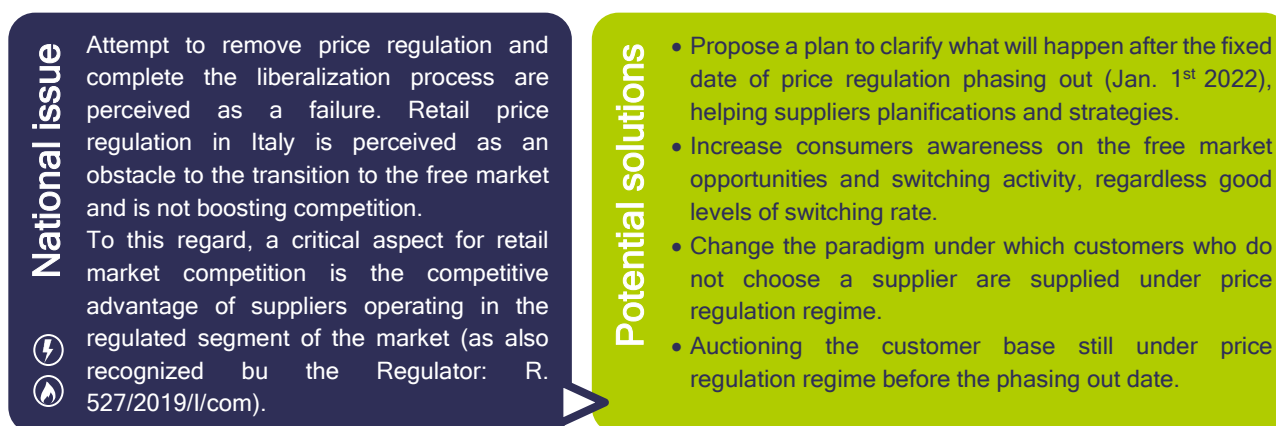 National issue
Attempt to remove price regulation and
complete the liberalization process are
perceived as a failure. Retail price
regulation in Italy is perceived as an
obstacle to the transition to the free market
and is not boosting competition.
To this regard, a critical aspect for retail
market competition is the competitive
advantage of suppliers operating in the
regulated segment of the market (as also
recognized bu the Regulator: R.
527/2019/I/com).
Potential solutions
• Propose a plan to clarify what will happen after the fixed
date of price regulation phasing out (Jan. 1st 2022),
helping suppliers planifications and strategies.
• Increase consumers awareness on the free market
opportunities and switching activity, regardless good
levels of switching rate.
• Change the paradigm under which customers who do
not choose a supplier are supplied under price
regulation regime.
• Auctioning the customer base still under price
regulation regime before the phasing out date.